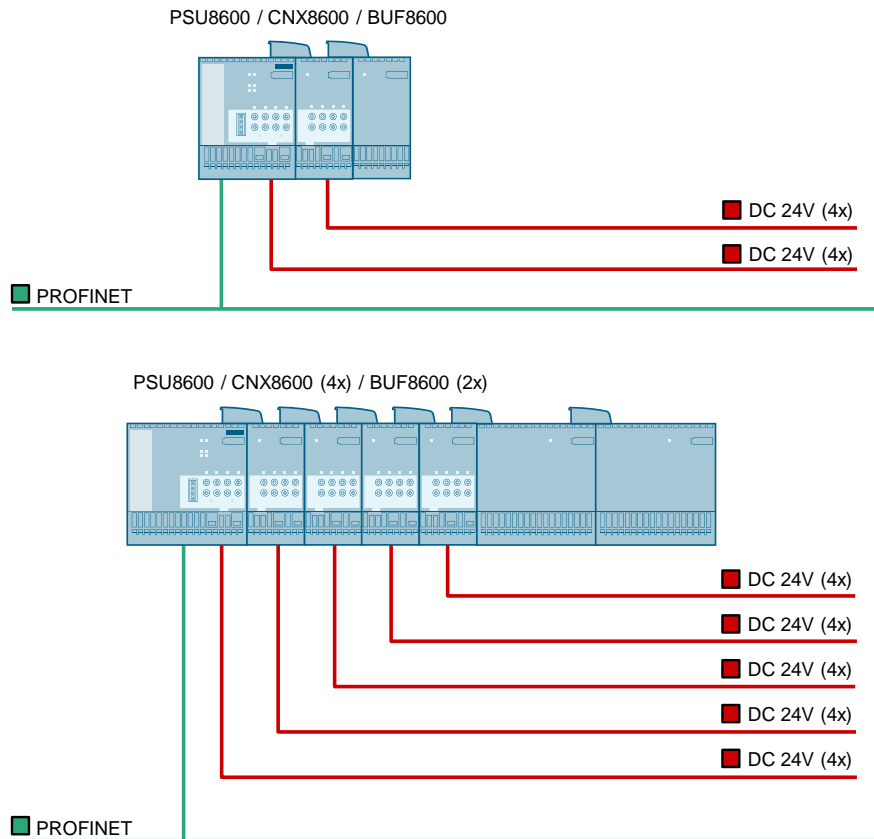 PSU8600 / CNX8600 / BUF8600
DC 24V (4x)
DC 24V (4x)
PROFINET
PSU8600 / CNX8600 (4x) / BUF8600 (2x)
DC 24V (4x)
DC 24V (4x)
DC 24V (4x)
DC 24V (4x)
DC 24V (4x)
PROFINET